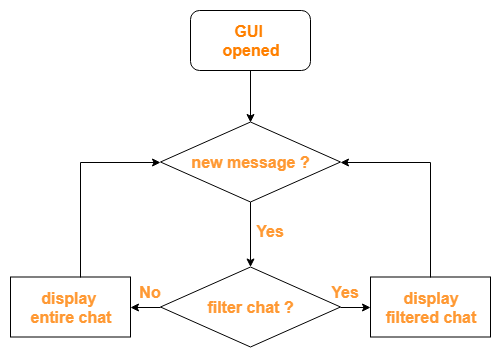 GUI
opened
new message ?
Yes
No
filter chat ?
Yes
display
entire chat
display
filtered chat